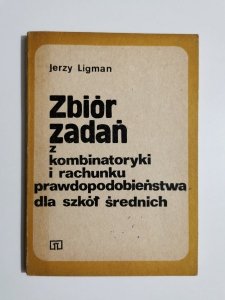 Jerzy Ligman
Zbiór
zadań
z
kombinatoryki
i rachunku
prawdopodobieństwa
dla szkół średnich